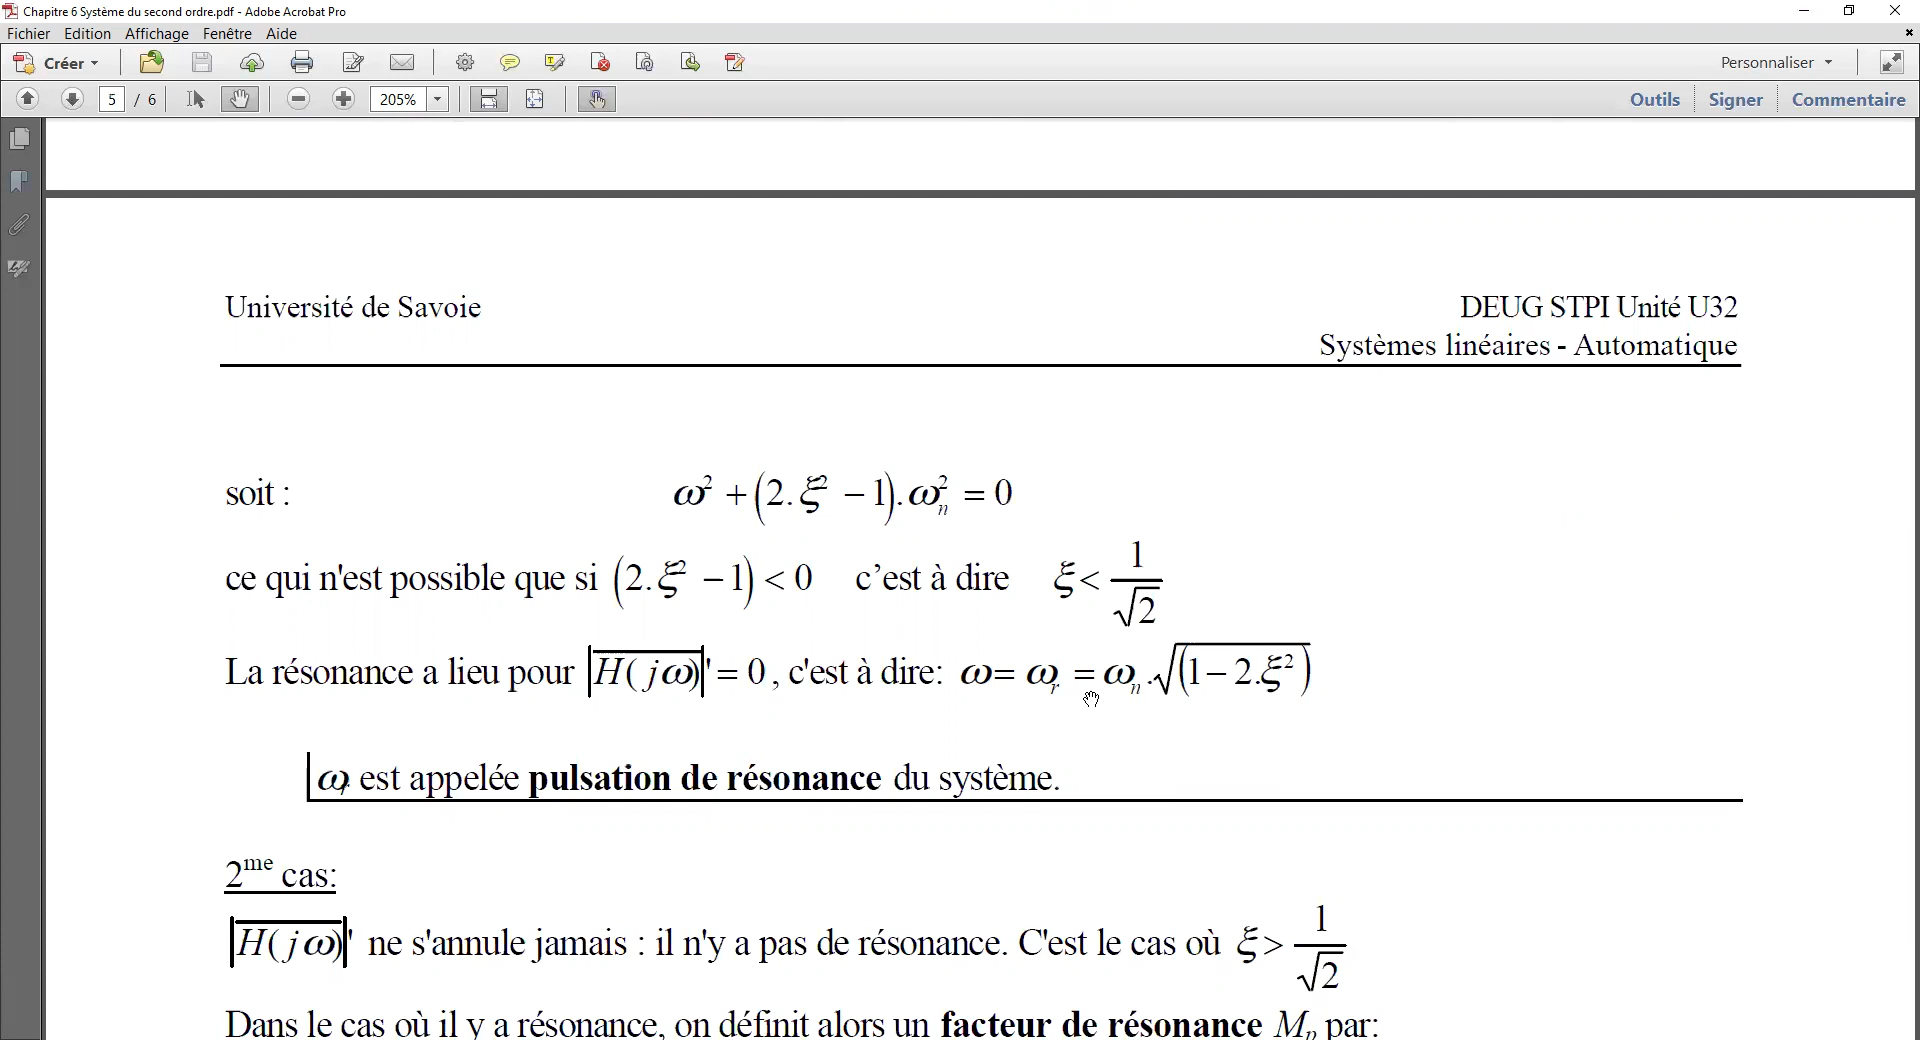 Chapitre 6 Système du second ordre.pdf - Adobe Acrobat Pro
Fichier Edition Affichage Fenêtre Aide
Créer Personnaliser
5 / 6 205% Outils Signer Commentaire
Université de Savoie DEUG STPI Unité U32
Systèmes linéaires - Automatique
soit : ω² + (2.ξ² − 1).ωₙ² = 0
ce qui n'est possible que si (2.ξ² − 1) < 0 c’est à dire ξ < 1/√2
La résonance a lieu pour |H(jω)|' = 0, c'est à dire: ω = ωᵣ = ωₙ.√(1 − 2.ξ²)
ωᵣ est appelée pulsation de résonance du système.
2me cas:
|H(jω)|' ne s'annule jamais : il n'y a pas de résonance. C'est le cas où ξ > 1/√2
Dans le cas où il y a résonance, on définit alors un facteur de résonance Mₚ par: